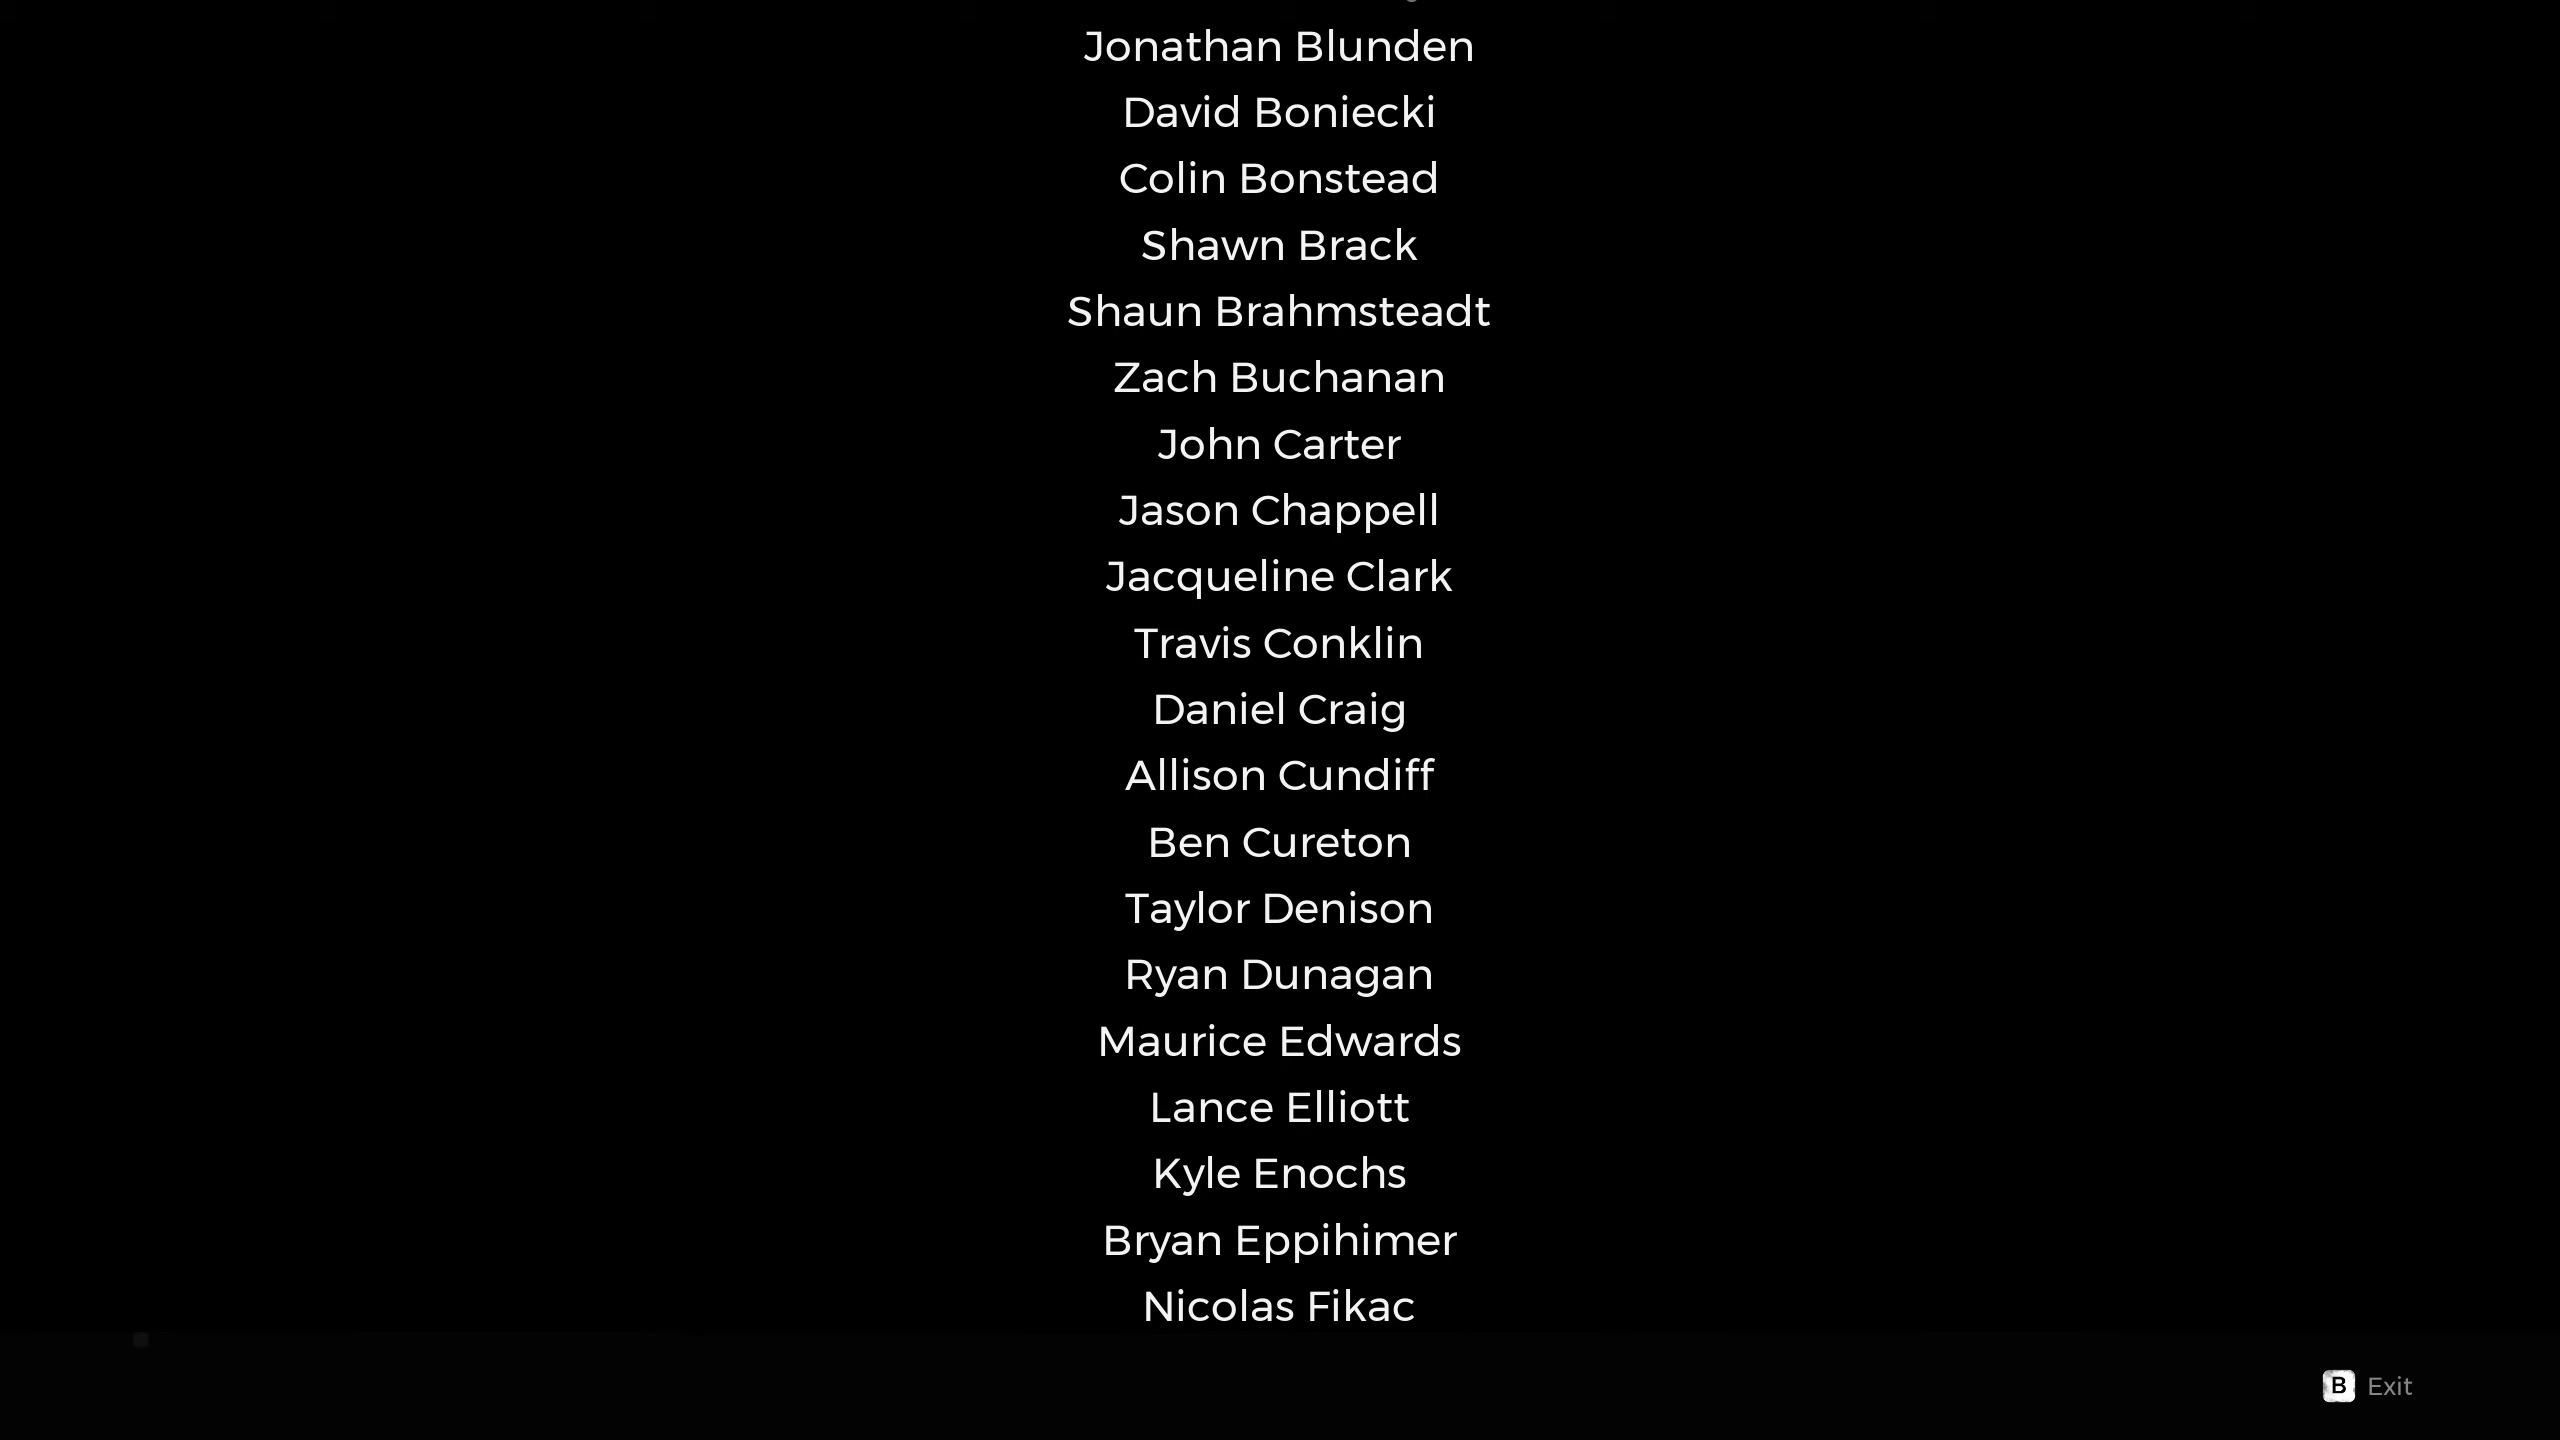 Jonathan Blunden
David Boniecki
Colin Bonstead
Shawn Brack
Shaun Brahmsteadt
Zach Buchanan
John Carter
Jason Chappell
Jacqueline Clark
Travis Conklin
Daniel Craig
Allison Cundiff
Ben Cureton
Taylor Denison
Ryan Dunagan
Maurice Edwards
Lance Elliott
Kyle Enochs
Bryan Eppihimer
Nicolas Fikac
B Exit